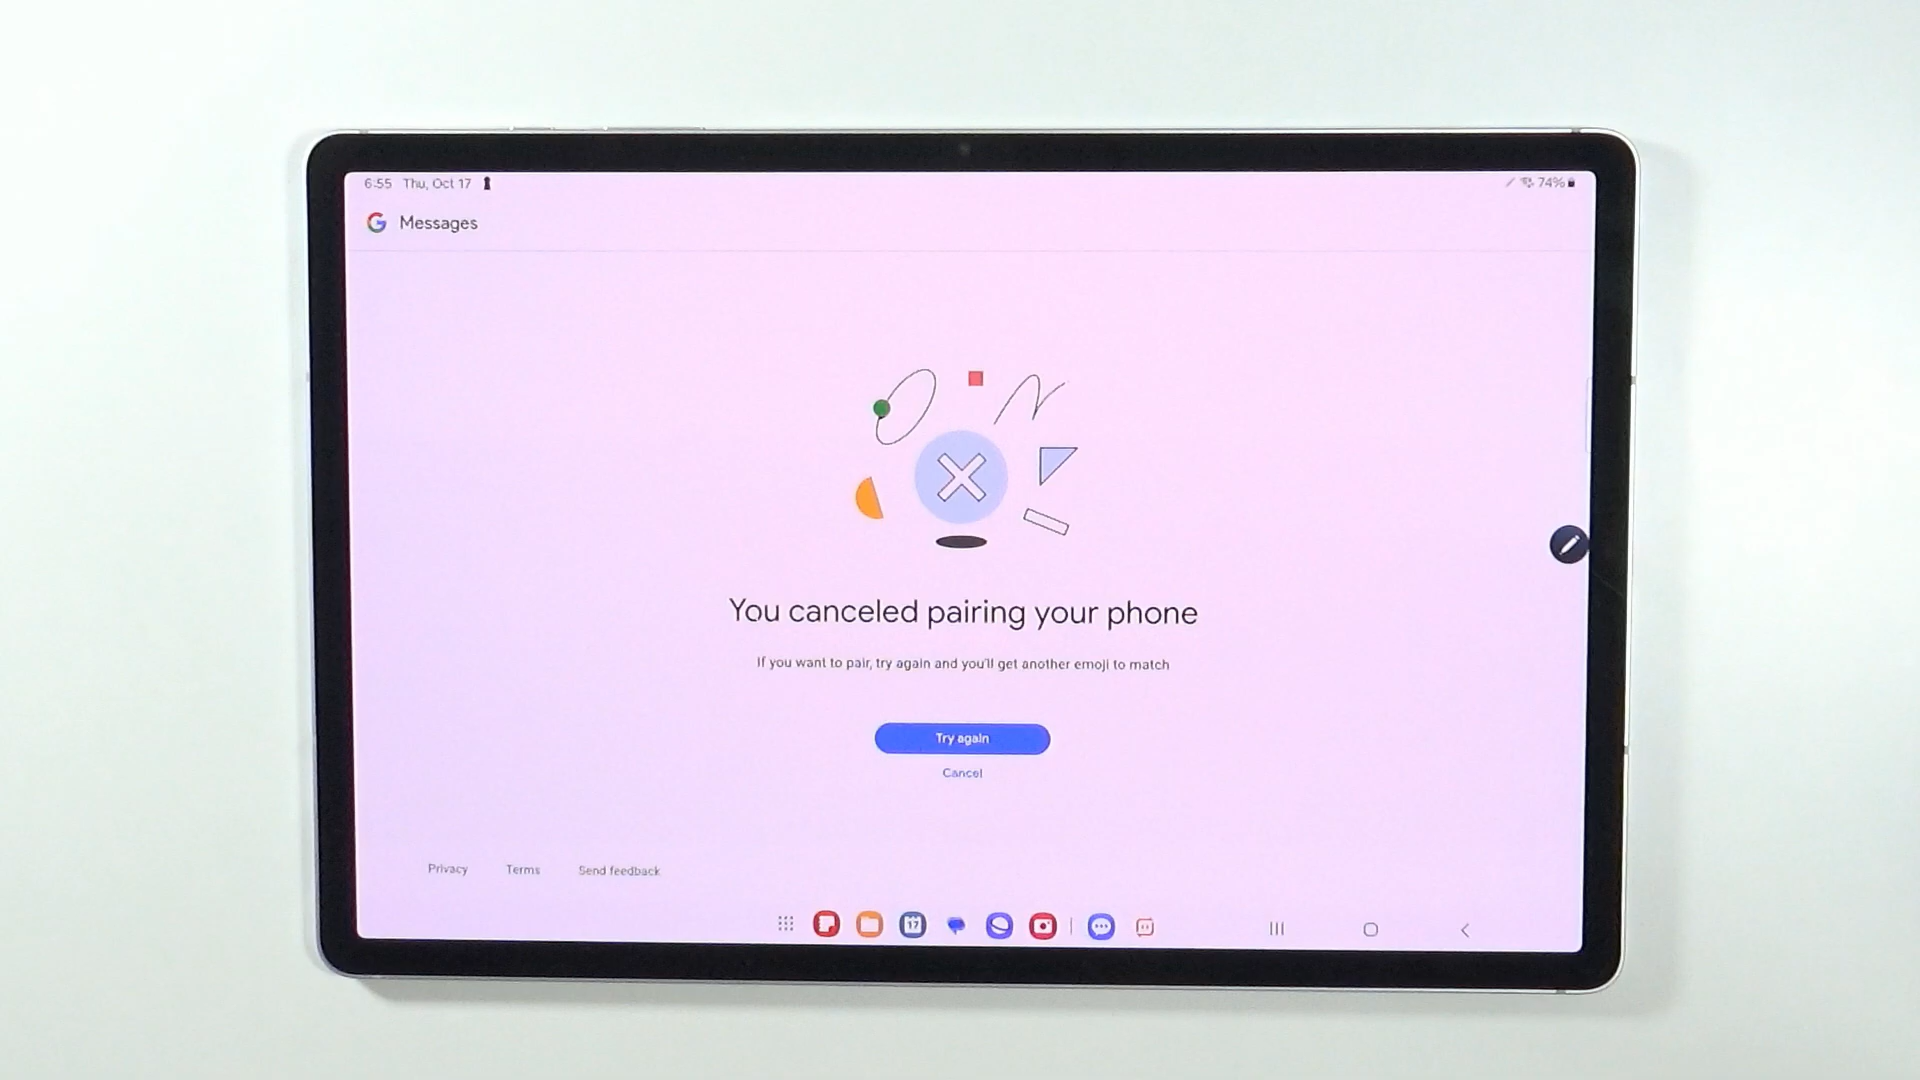 6:55 Thu, Oct 17
74%
G Messages
You canceled pairing your phone
If you want to pair, try again and you'll get another emoji to match
Try again
Cancel
Privacy Terms Send feedback
17